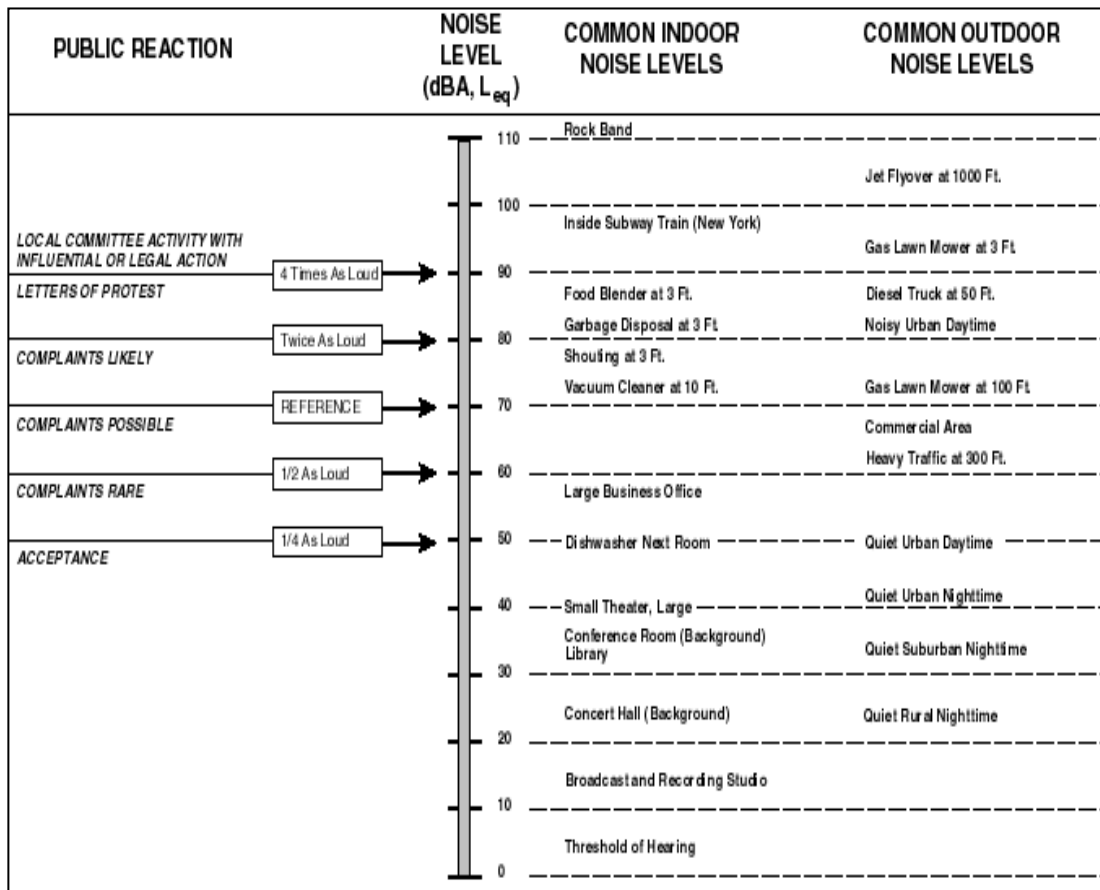 PUBLIC REACTION
NOISE
LEVEL
(dBA, Leq)
COMMON INDOOR
NOISE LEVELS
COMMON OUTDOOR
NOISE LEVELS
110
Rock Band
Jet Flyover at 1000 Ft.
100
Inside Subway Train (New York)
LOCAL COMMITTEE ACTIVITY WITH
INFLUENTIAL OR LEGAL ACTION
Gas Lawn Mower at 3 Ft.
4 Times As Loud
90
LETTERS OF PROTEST
Food Blender at 3 Ft.
Diesel Truck at 50 Ft.
Garbage Disposal at 3 Ft.
Noisy Urban Daytime
Twice As Loud
80
COMPLAINTS LIKELY
Shouting at 3 Ft.
Vacuum Cleaner at 10 Ft.
Gas Lawn Mower at 100 Ft.
REFERENCE
70
COMPLAINTS POSSIBLE
Commercial Area
Heavy Traffic at 300 Ft.
1/2 As Loud
60
COMPLAINTS RARE
Large Business Office
1/4 As Loud
50
Dishwasher Next Room
Quiet Urban Daytime
ACCEPTANCE
Quiet Urban Nighttime
40
Small Theater, Large
Conference Room (Background)
Library
Quiet Suburban Nighttime
30
Concert Hall (Background)
Quiet Rural Nighttime
20
Broadcast and Recording Studio
10
Threshold of Hearing
0